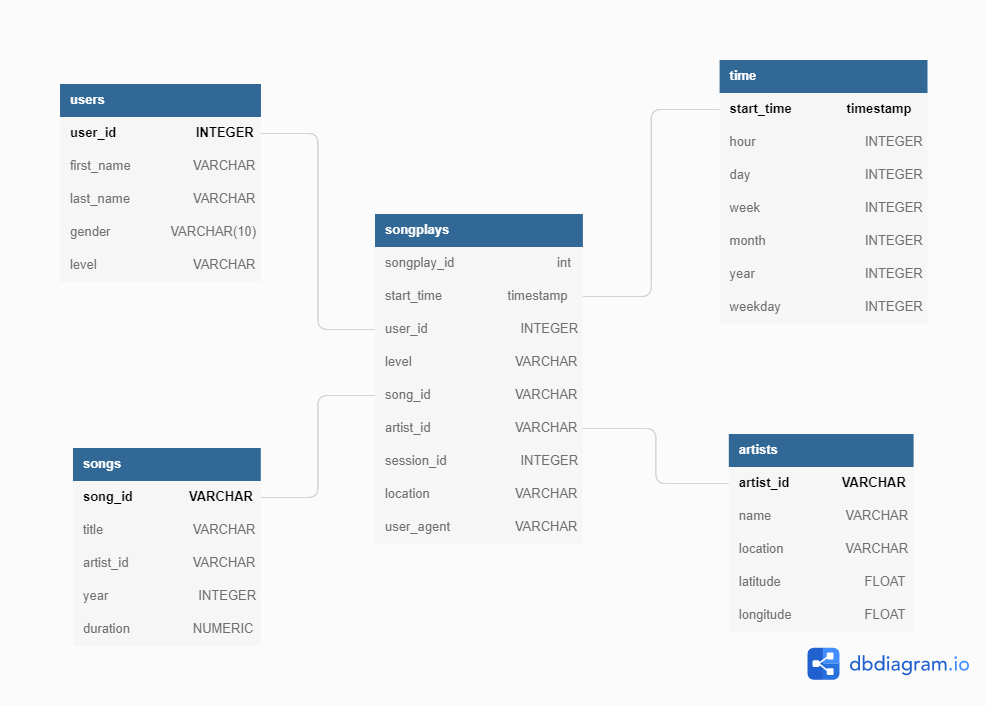 users
user_id INTEGER
first_name VARCHAR
last_name VARCHAR
gender VARCHAR(10)
level VARCHAR
songplays
songplay_id int
start_time timestamp
user_id INTEGER
level VARCHAR
song_id VARCHAR
artist_id VARCHAR
session_id INTEGER
location VARCHAR
user_agent VARCHAR
time
start_time timestamp
hour INTEGER
day INTEGER
week INTEGER
month INTEGER
year INTEGER
weekday INTEGER
songs
song_id VARCHAR
title VARCHAR
artist_id VARCHAR
year INTEGER
duration NUMERIC
artists
artist_id VARCHAR
name VARCHAR
location VARCHAR
latitude FLOAT
longitude FLOAT
dbdiagram.io